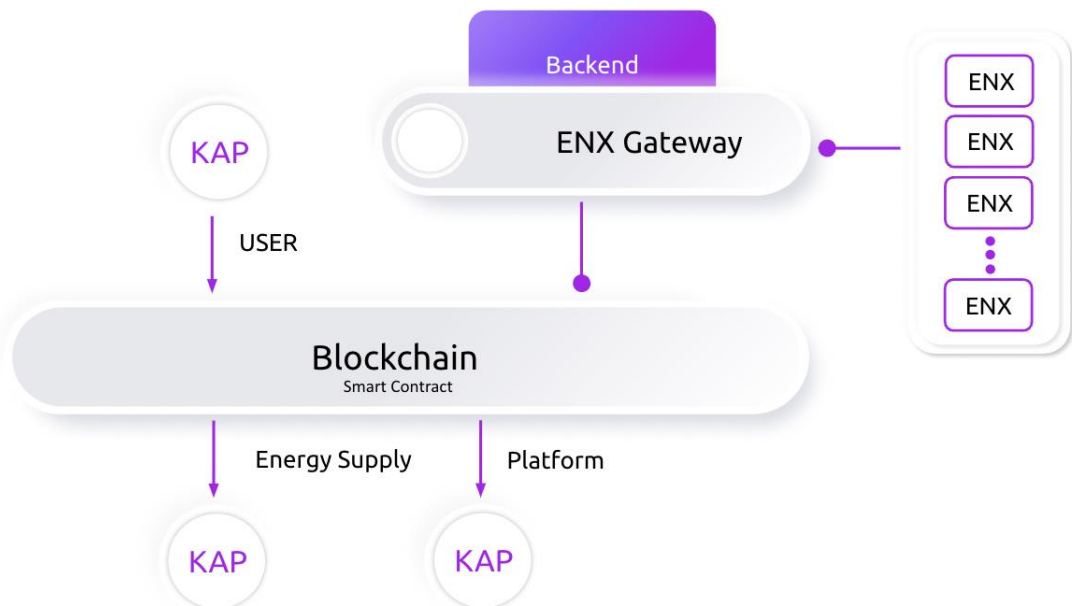 Backend
ENX Gateway
ENX
ENX
ENX
ENX
KAP
USER
Blockchain
Smart Contract
Energy Supply
Platform
KAP
KAP